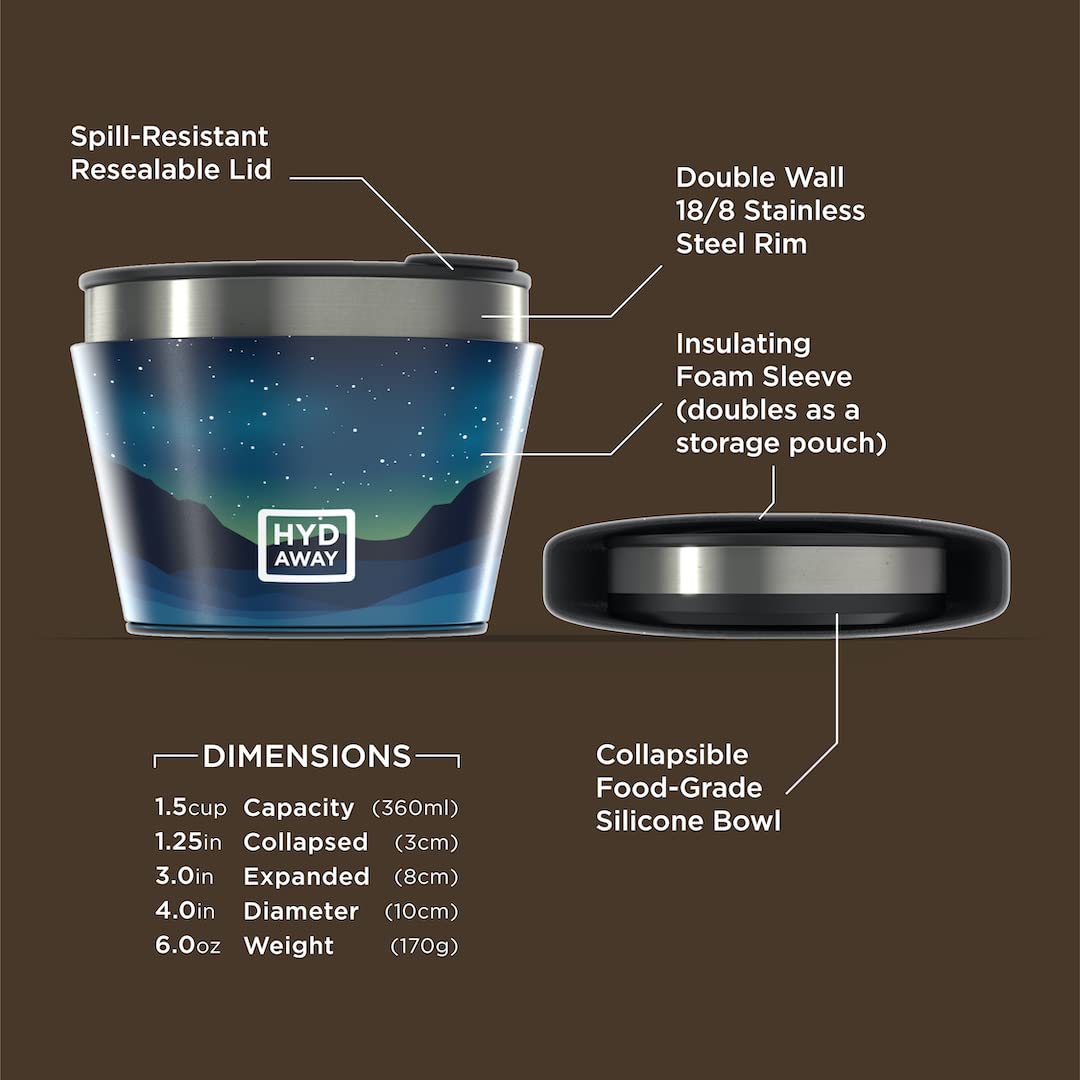 Spill-Resistant
Resealable Lid
Double Wall
18/8 Stainless
Steel Rim
Insulating
Foam Sleeve
(doubles as a
storage pouch)
HYD
AWAY
Collapsible
Food-Grade
Silicone Bowl
DIMENSIONS
1.5cup Capacity (360ml)
1.25in Collapsed (3cm)
3.0in Expanded (8cm)
4.0in Diameter (10cm)
6.0oz Weight (170g)